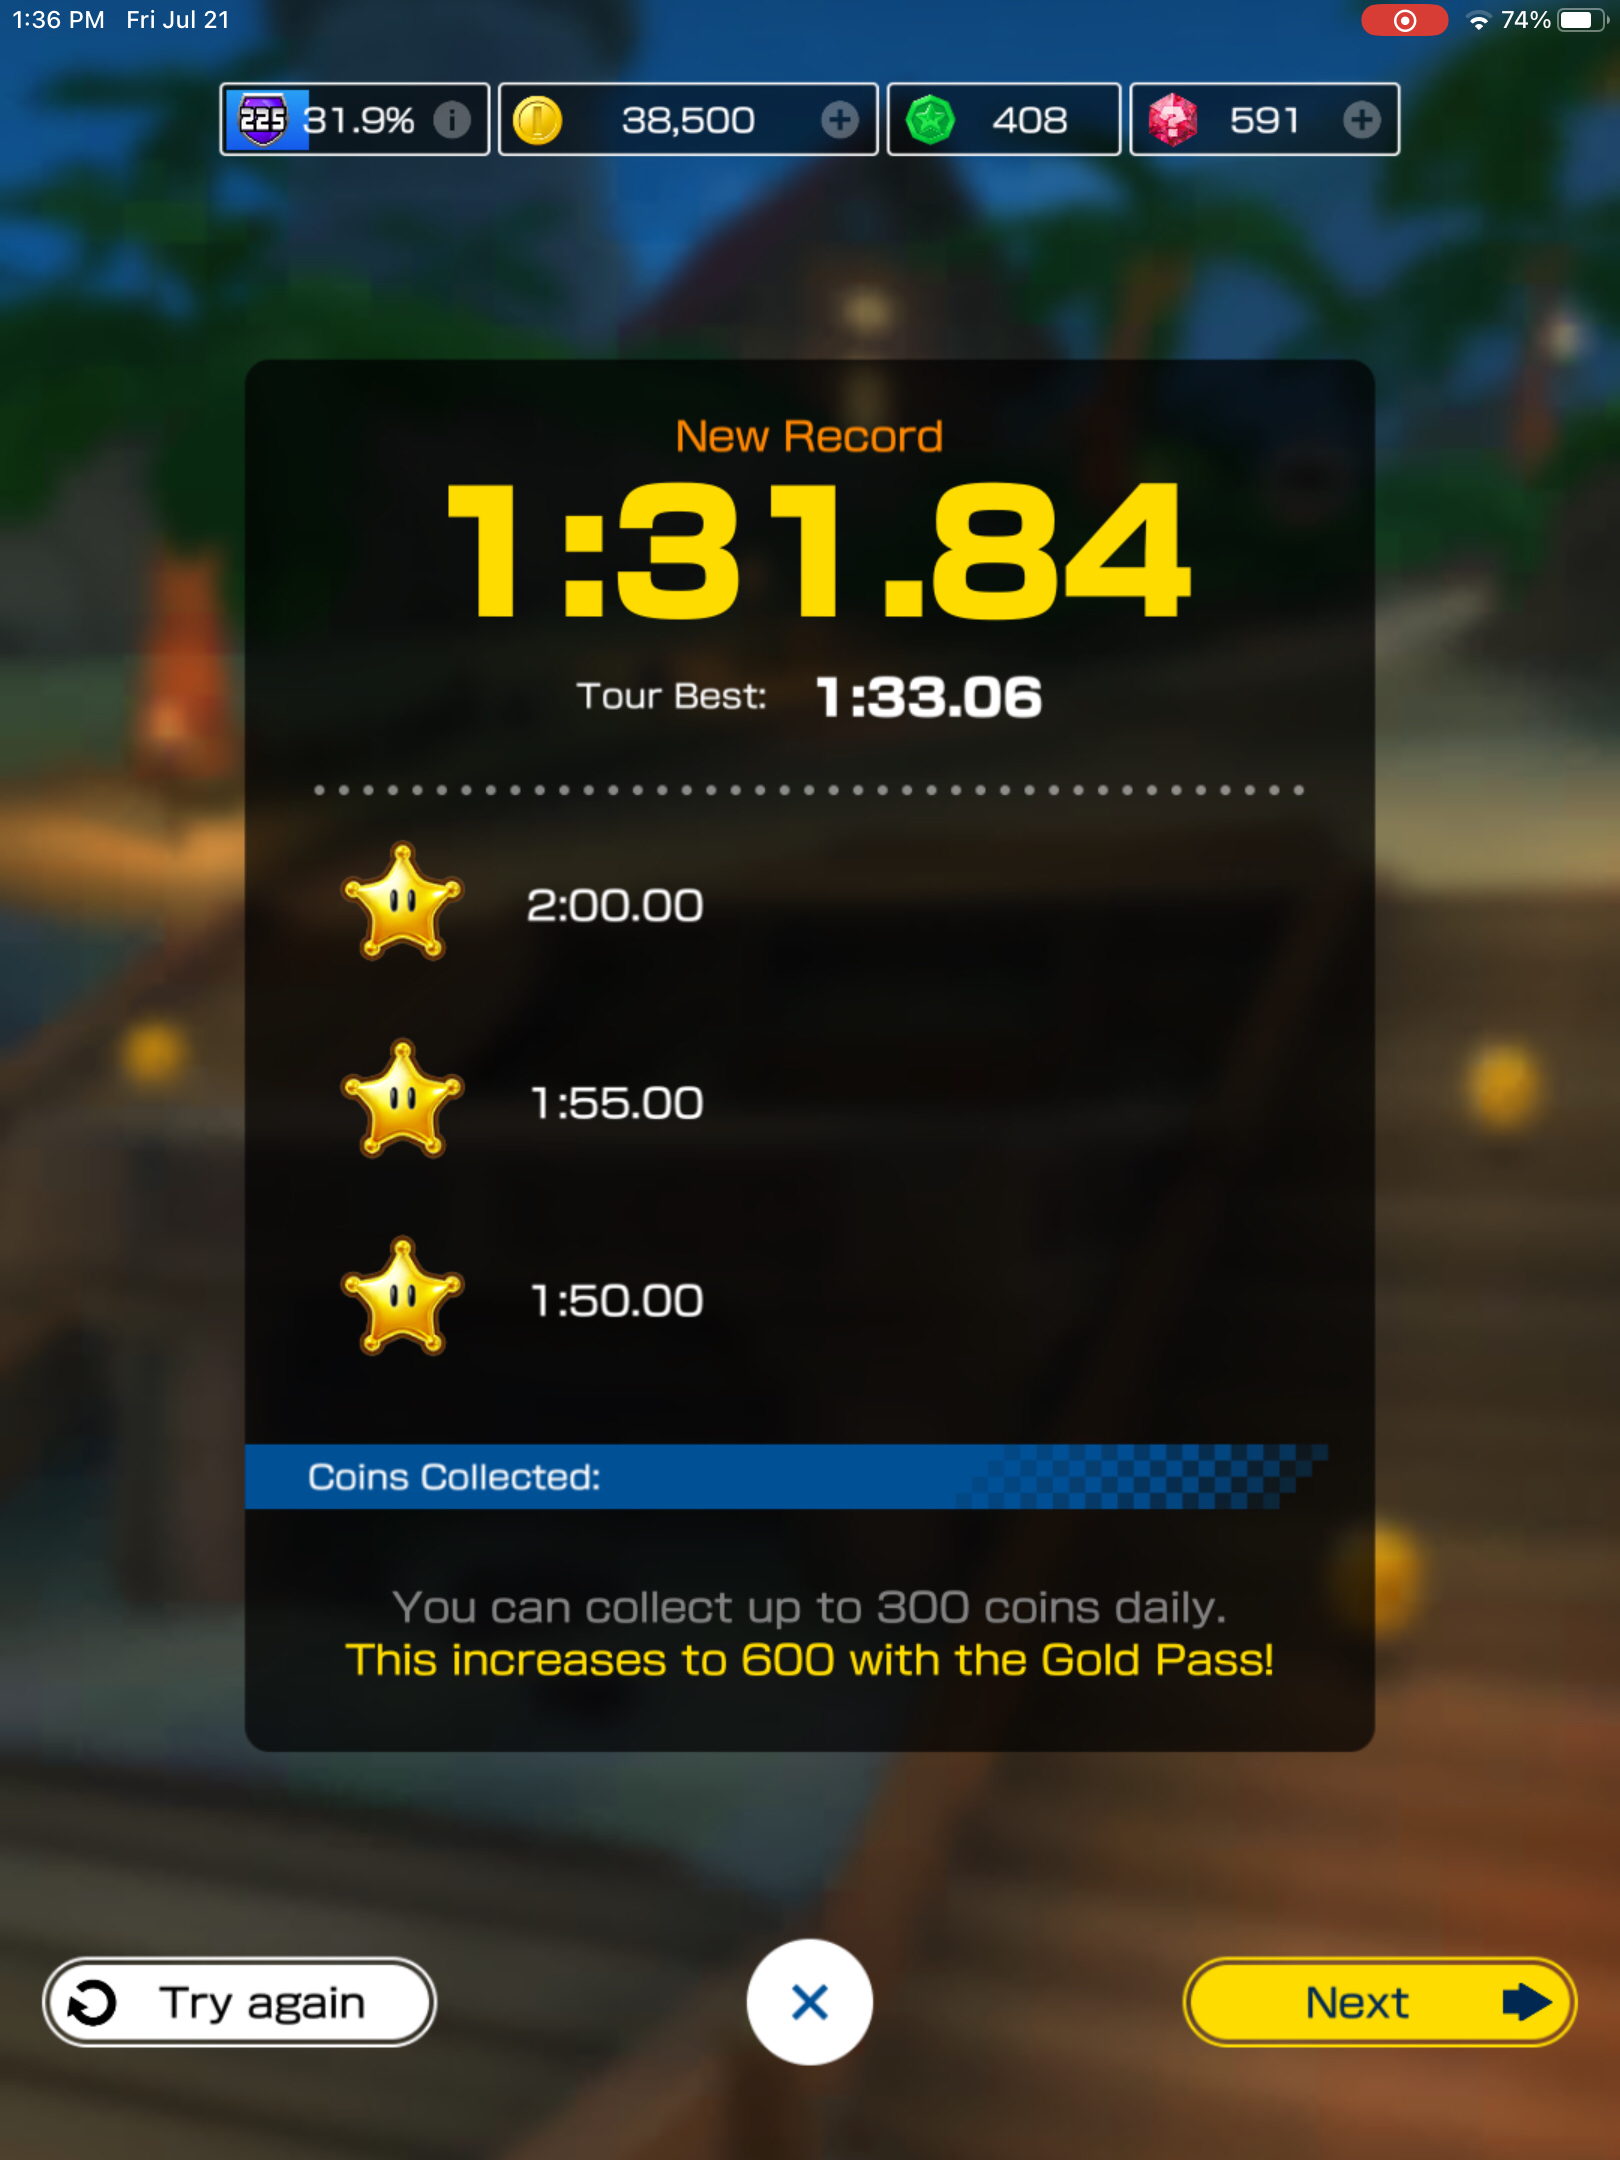 1:36 PM Fri Jul 21 74%
225 31.9% i 38,500 + 408 ? 591 +
New Record
1:31.84
Tour Best: 1:33.06
2:00.00
1:55.00
1:50.00
Coins Collected:
You can collect up to 300 coins daily.
This increases to 600 with the Gold Pass!
Try again × Next